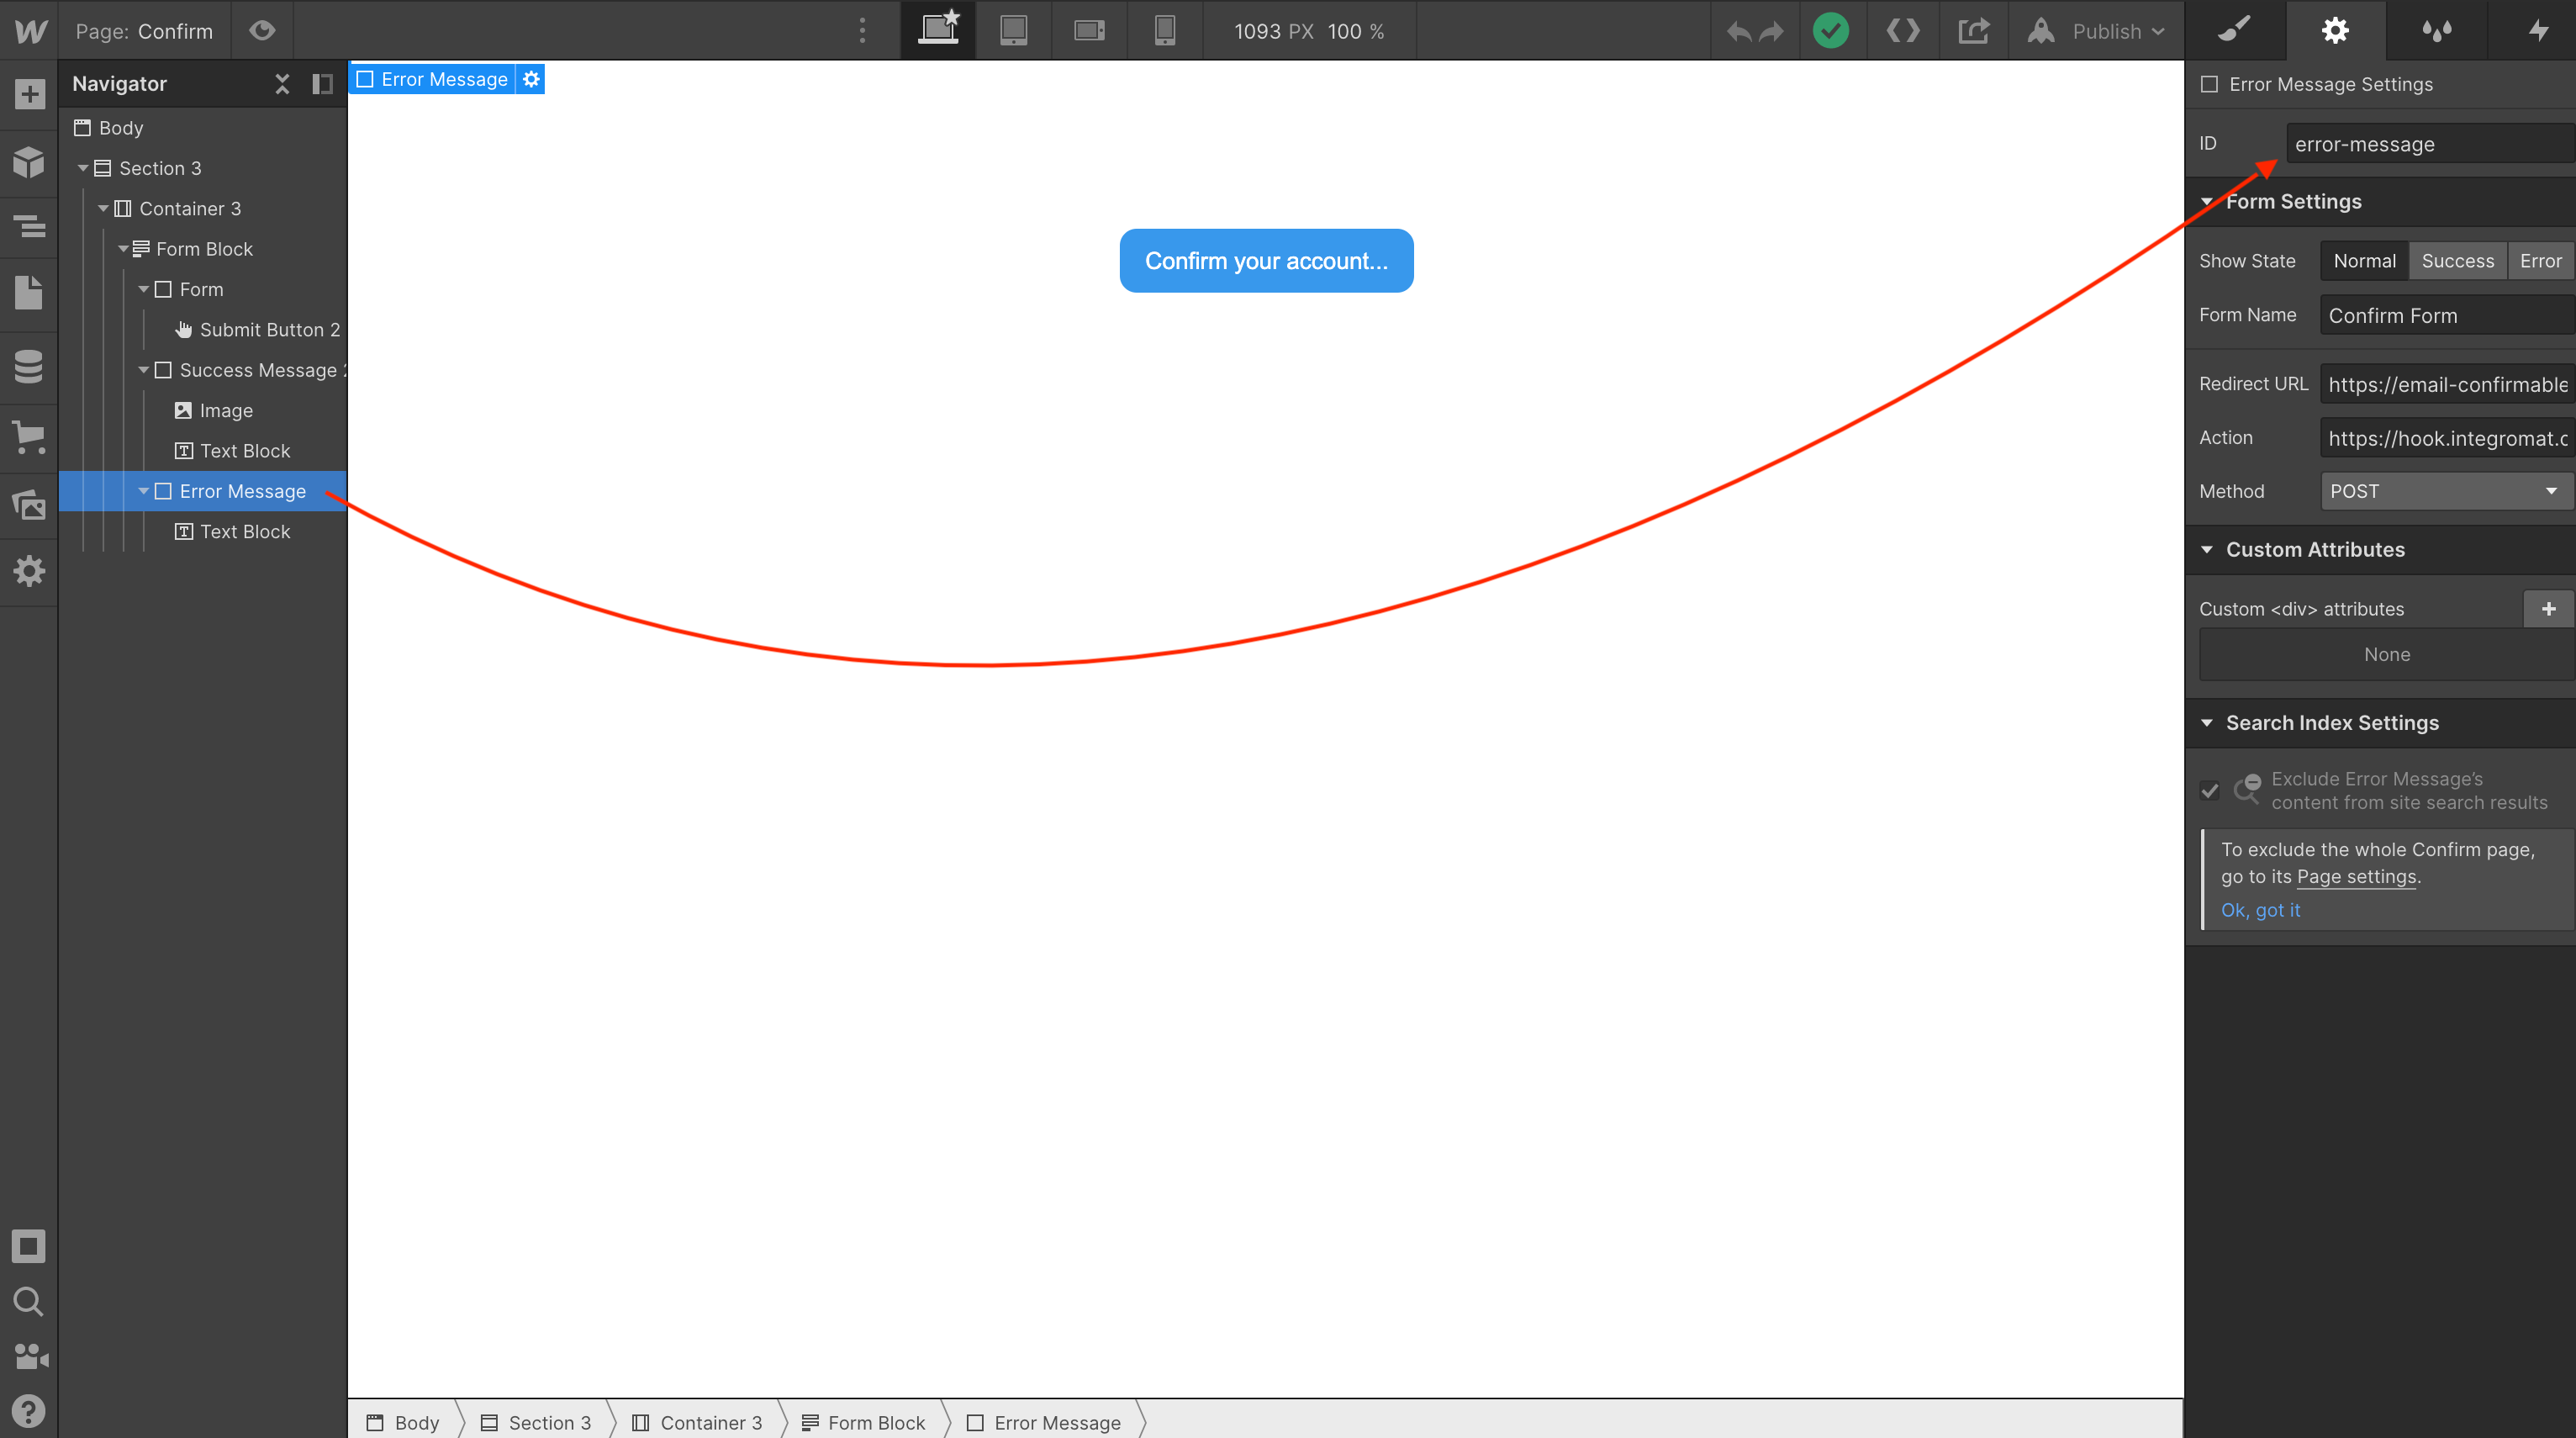 Page: Confirm
1093 PX 100 %
Publish
Navigator
Body
Section 3
Container 3
Form Block
Form
Submit Button 2
Success Message
Image
Text Block
Error Message
Text Block
Error Message
Confirm your account...
Error Message Settings
ID error-message
Form Settings
Show State Normal Success Error
Form Name Confirm Form
Redirect URL https://email-confirmable
Action https://hook.integromat.c
Method POST
Custom Attributes
Custom <div> attributes
None
Search Index Settings
Exclude Error Message's
content from site search results
To exclude the whole Confirm page,
go to its Page settings.
Ok, got it
Body Section 3 Container 3 Form Block Error Message